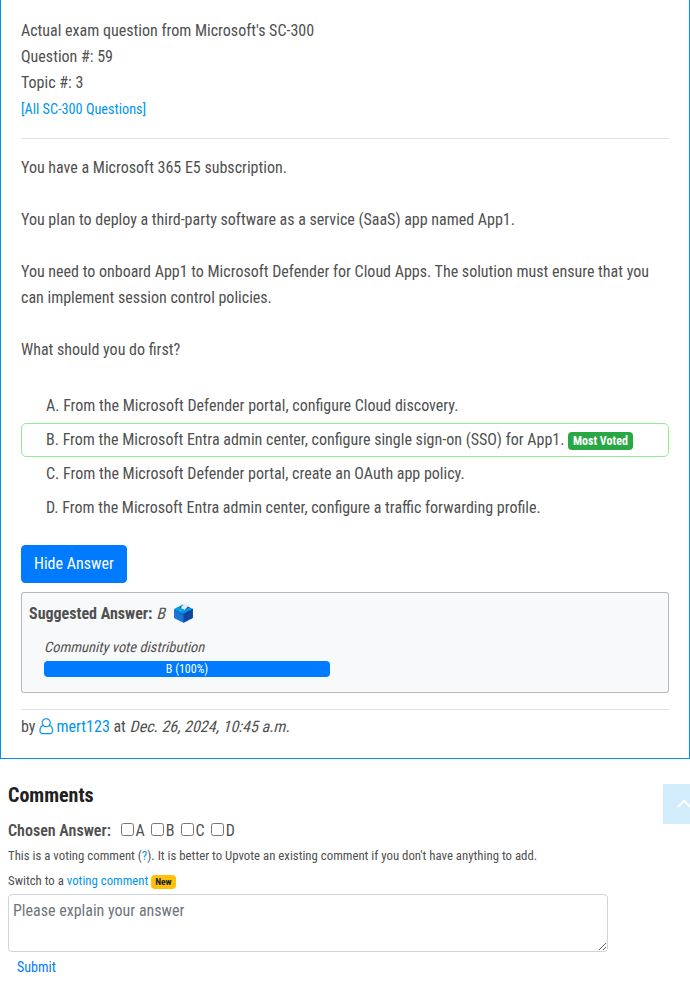 Actual exam question from Microsoft's SC-300
Question #: 59
Topic #: 3
[All SC-300 Questions]
You have a Microsoft 365 E5 subscription.
You plan to deploy a third-party software as a service (SaaS) app named App1.
You need to onboard App1 to Microsoft Defender for Cloud Apps. The solution must ensure that you
can implement session control policies.
What should you do first?
A. From the Microsoft Defender portal, configure Cloud discovery.
B. From the Microsoft Entra admin center, configure single sign-on (SSO) for App1. Most Voted
C. From the Microsoft Defender portal, create an OAuth app policy.
D. From the Microsoft Entra admin center, configure a traffic forwarding profile.
Hide Answer
Suggested Answer: B
Community vote distribution
B (100%)
by mert123 at Dec. 26, 2024, 10:45 a.m.
Comments
Chosen Answer: A B C D
This is a voting comment (?). It is better to Upvote an existing comment if you don't have anything to add.
Switch to a voting comment New
Please explain your answer
Submit